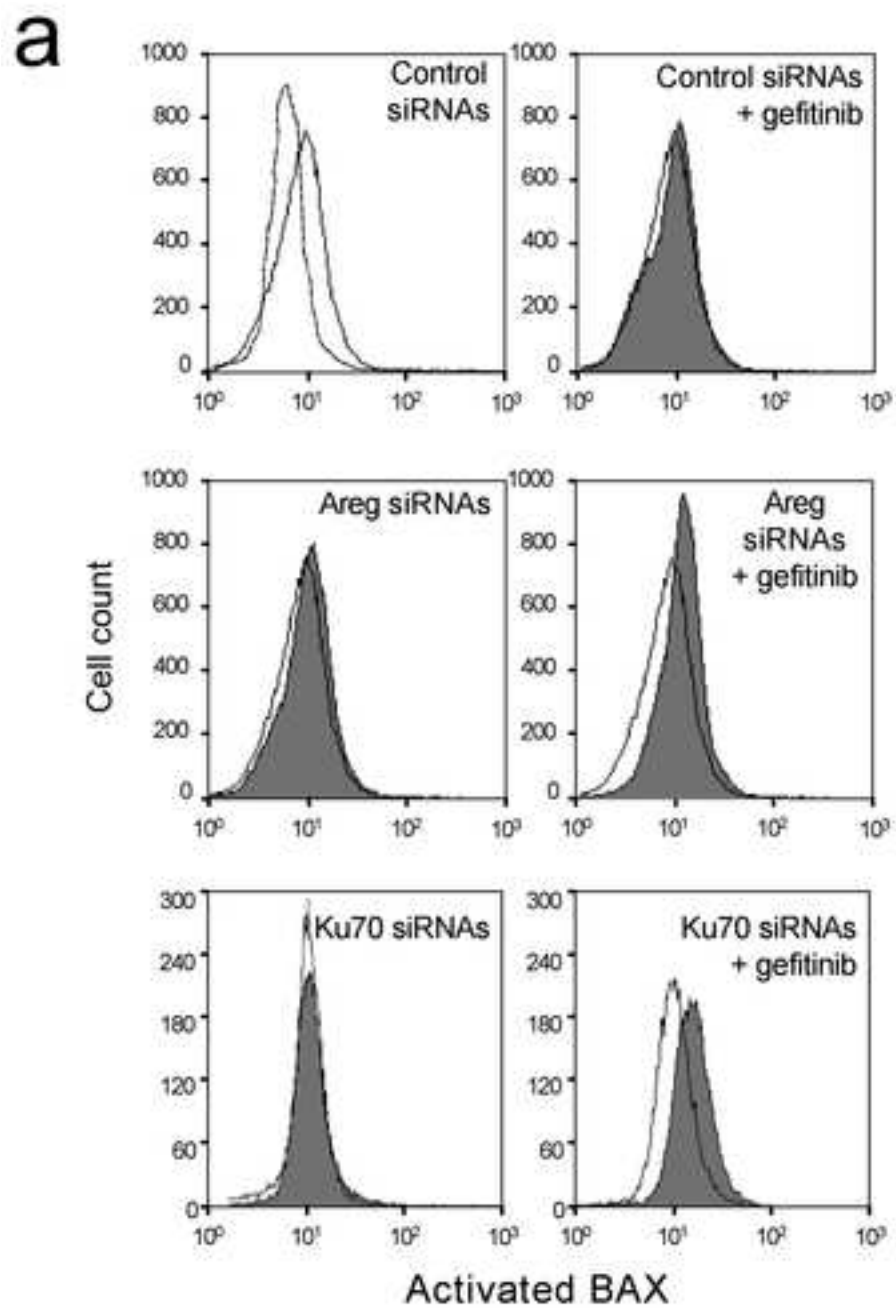 a
Control
siRNAs
1000
800
600
400
200
0
10⁰ 10¹ 10² 10³
Control siRNAs
+ gefitinib
1000
800
600
400
200
0
10⁰ 10¹ 10² 10³
Areg siRNAs
1000
800
600
400
200
0
10⁰ 10¹ 10² 10³
Areg
siRNAs
+ gefitinib
1000
800
600
400
200
0
10⁰ 10¹ 10² 10³
Ku70 siRNAs
300
240
180
120
60
0
10⁰ 10¹ 10² 10³
Ku70 siRNAs
+ gefitinib
300
240
180
120
60
0
10⁰ 10¹ 10² 10³
Cell count
Activated BAX